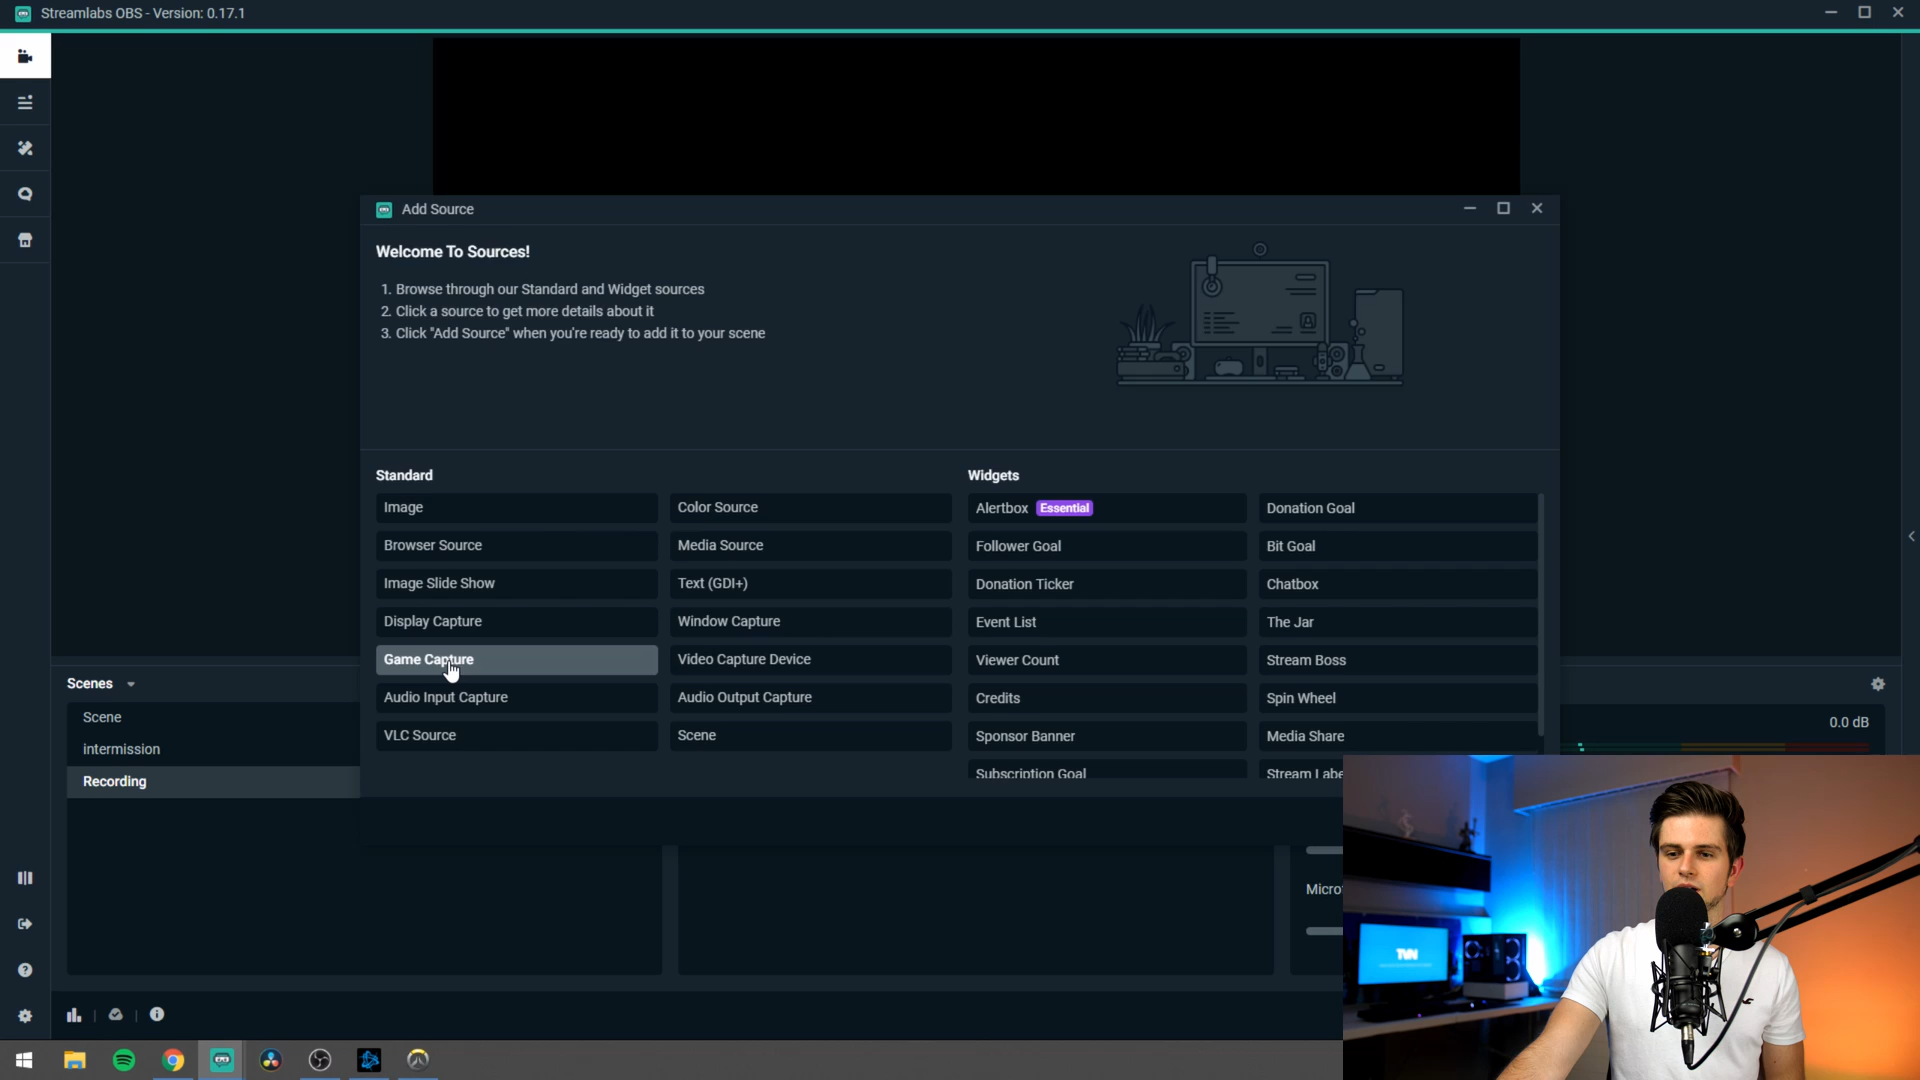 Streamlabs OBS - Version: 0.17.1
Add Source
Welcome To Sources!
1. Browse through our Standard and Widget sources
2. Click a source to get more details about it
3. Click "Add Source" when you're ready to add it to your scene
Standard
Widgets
Image
Color Source
Alertbox Essential
Donation Goal
Browser Source
Media Source
Follower Goal
Bit Goal
Image Slide Show
Text (GDI+)
Donation Ticker
Chatbox
Display Capture
Window Capture
Event List
The Jar
Game Capture
Video Capture Device
Viewer Count
Stream Boss
Audio Input Capture
Audio Output Capture
Credits
Spin Wheel
VLC Source
Scene
Sponsor Banner
Media Share
Subscription Goal
Stream Labe
Scenes
Scene
intermission
Recording
0.0 dB
Micro
TVN